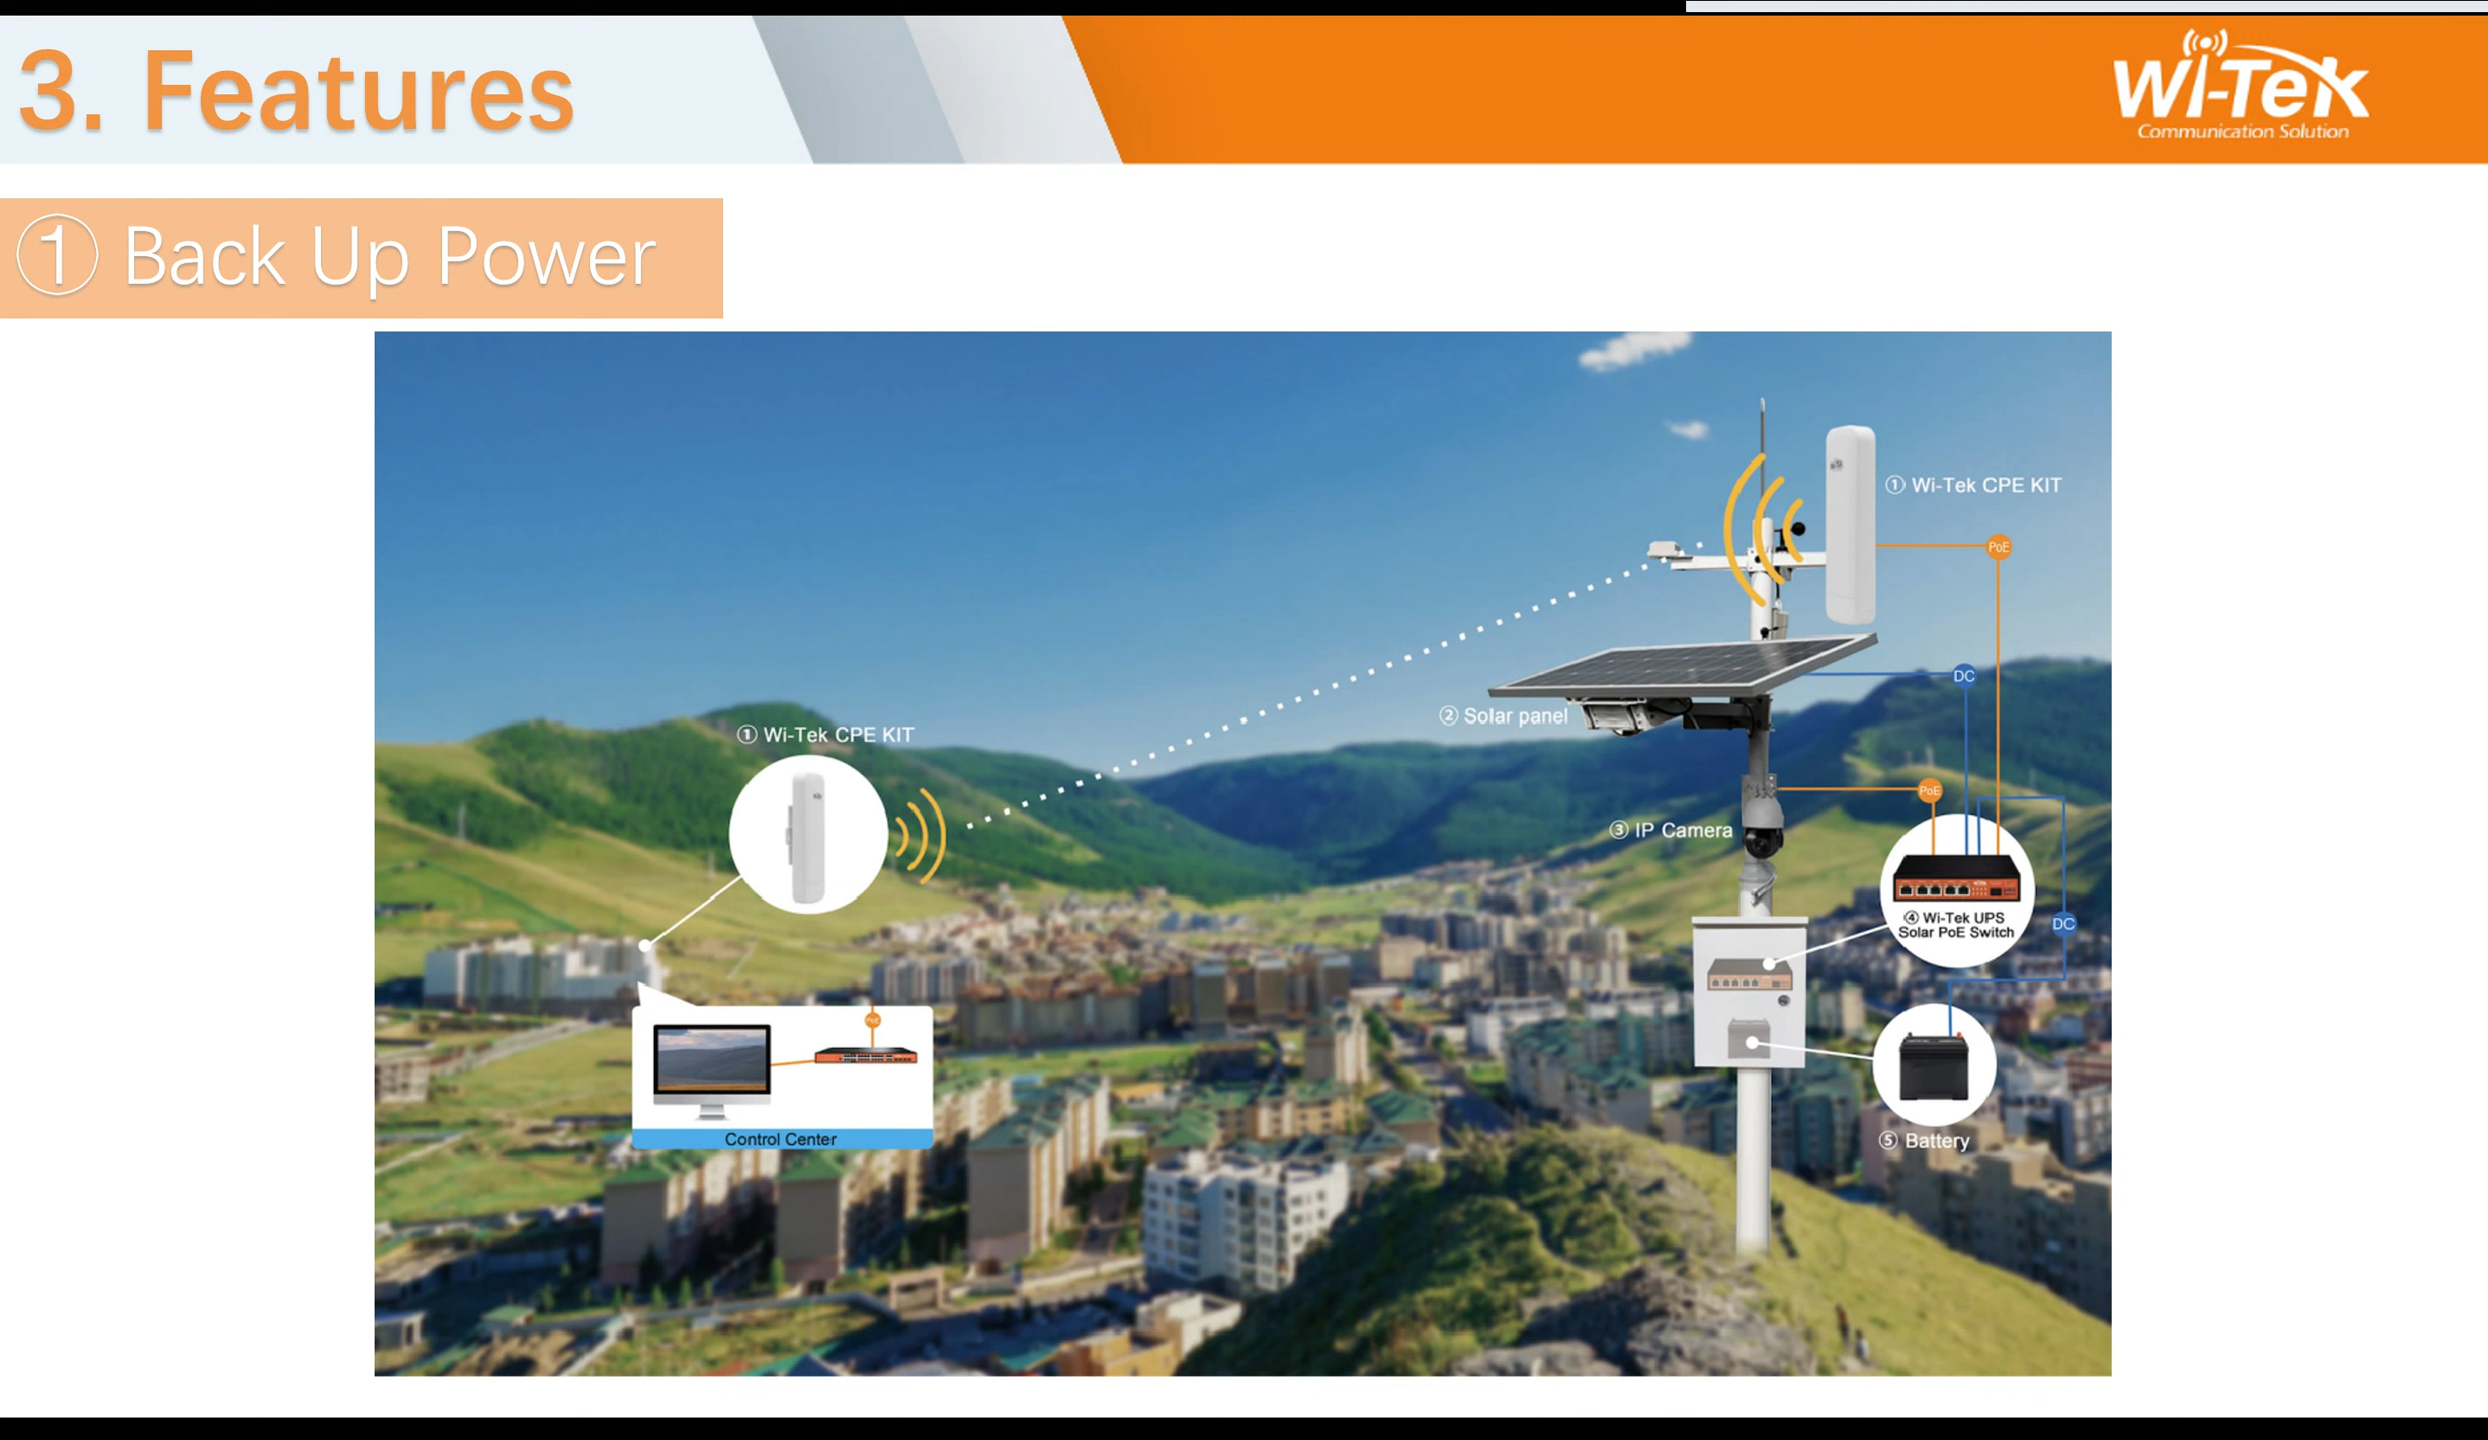 3. Features
Wi-Tek
Communication Solution
① Back Up Power
① Wi-Tek CPE KIT
PoE
DC
② Solar panel
① Wi-Tek CPE KIT
PoE
③ IP Camera
④ Wi-Tek UPS
Solar PoE Switch
DC
PoE
Control Center
⑤ Battery